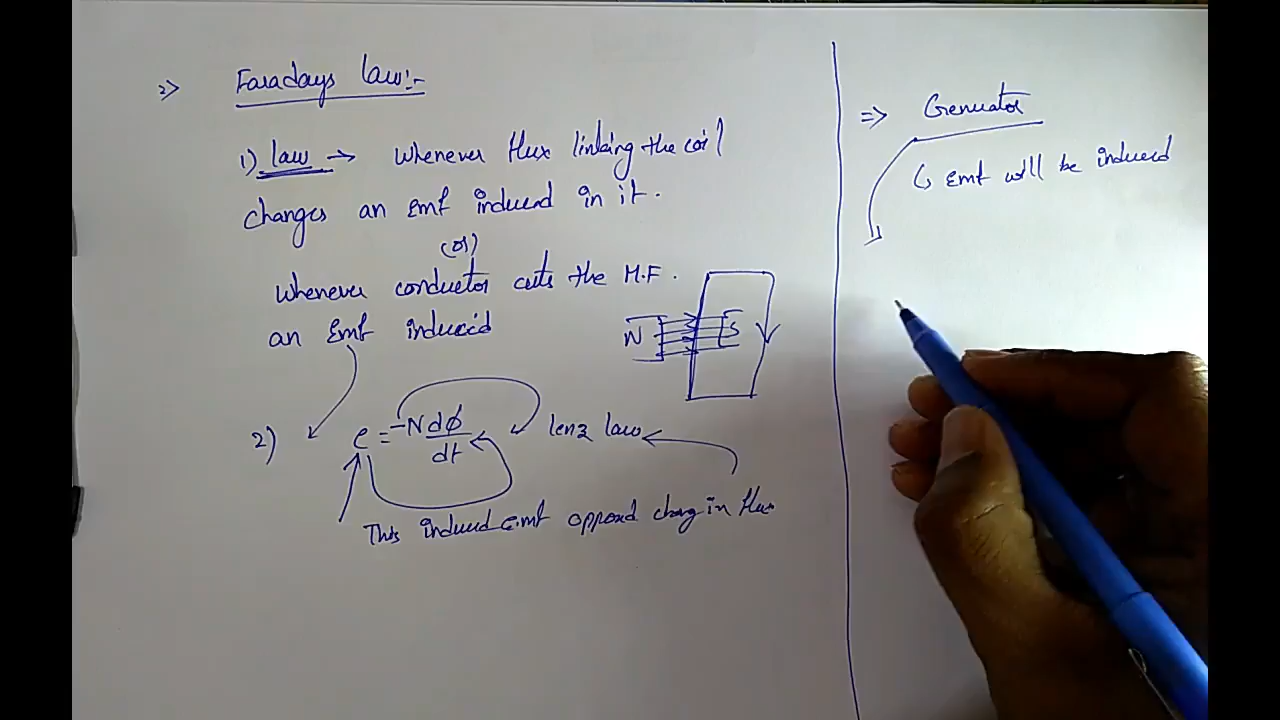 2) Faradays law:-
1) law → Whenever flux linking the coil
changes an Emf induced in it.
(or)
Whenever conductor cuts the M.F.
an Emf induced
N S
2) e = -N dϕ/dt lenz law
This induced Emf opposed chang in flux
=> Generator
↳ Emf will be induced